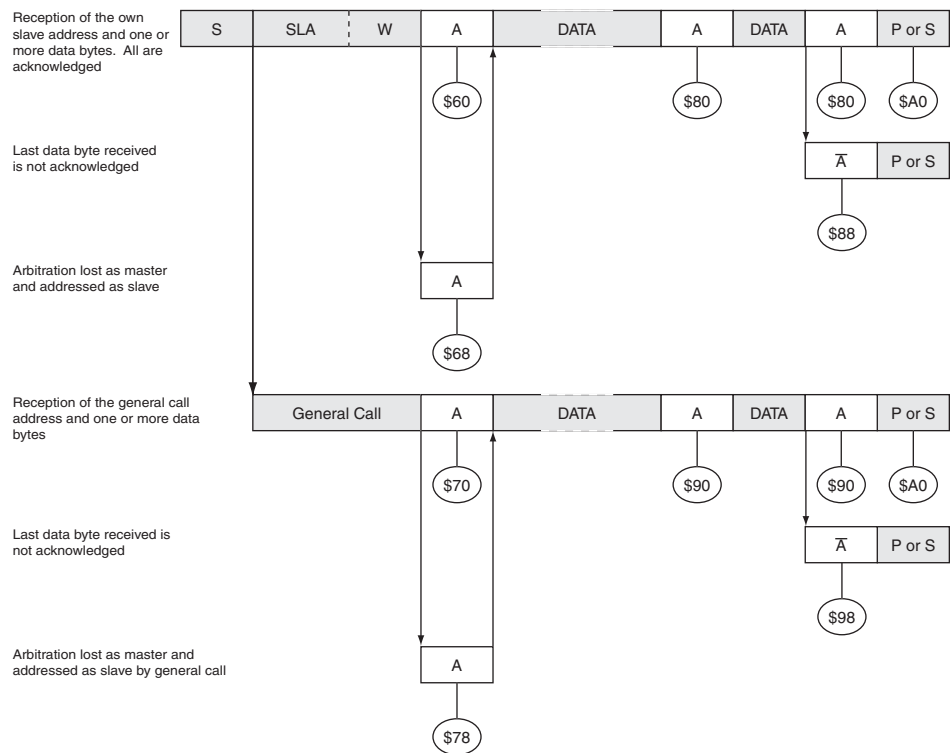 Reception of the own
slave address and one or
more data bytes. All are
acknowledged
S SLA W A DATA A DATA A P or S
$60 $80 $80 $A0
Last data byte received
is not acknowledged
A̅ P or S
$88
Arbitration lost as master
and addressed as slave
A
$68
Reception of the general call
address and one or more data
bytes
General Call A DATA A DATA A P or S
$70 $90 $90 $A0
Last data byte received is
not acknowledged
A̅ P or S
$98
Arbitration lost as master and
addressed as slave by general call
A
$78